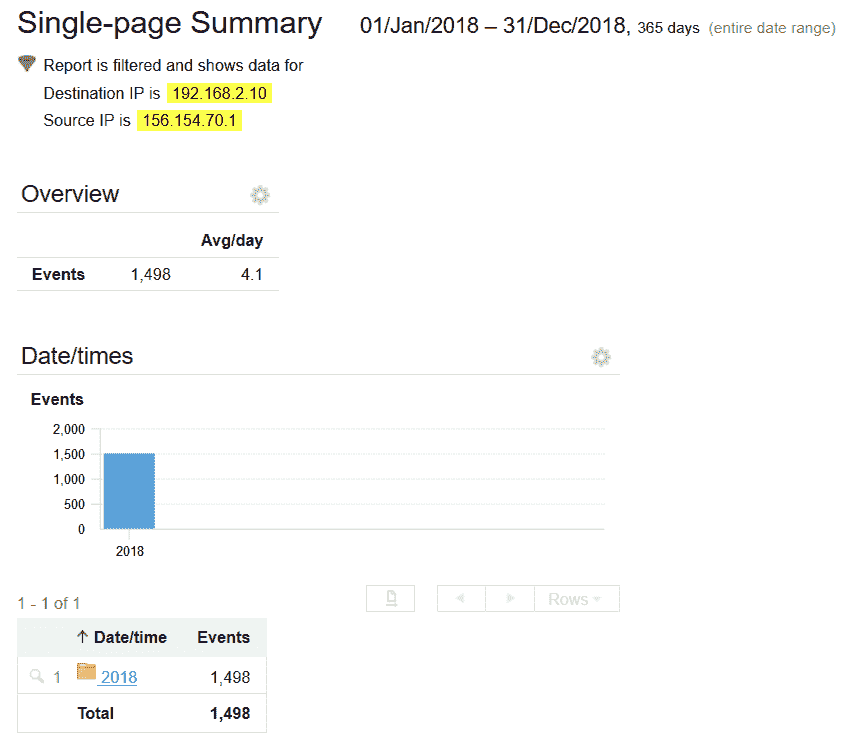 Single-page Summary 01/Jan/2018 – 31/Dec/2018, 365 days (entire date range)
Report is filtered and shows data for
Destination IP is 192.168.2.10
Source IP is 156.154.70.1
Overview
Avg/day
Events 1,498 4.1
Date/times
Events
2,000
1,500
1,000
500
0
2018
1 - 1 of 1
Rows
Date/time Events
1 2018 1,498
Total 1,498